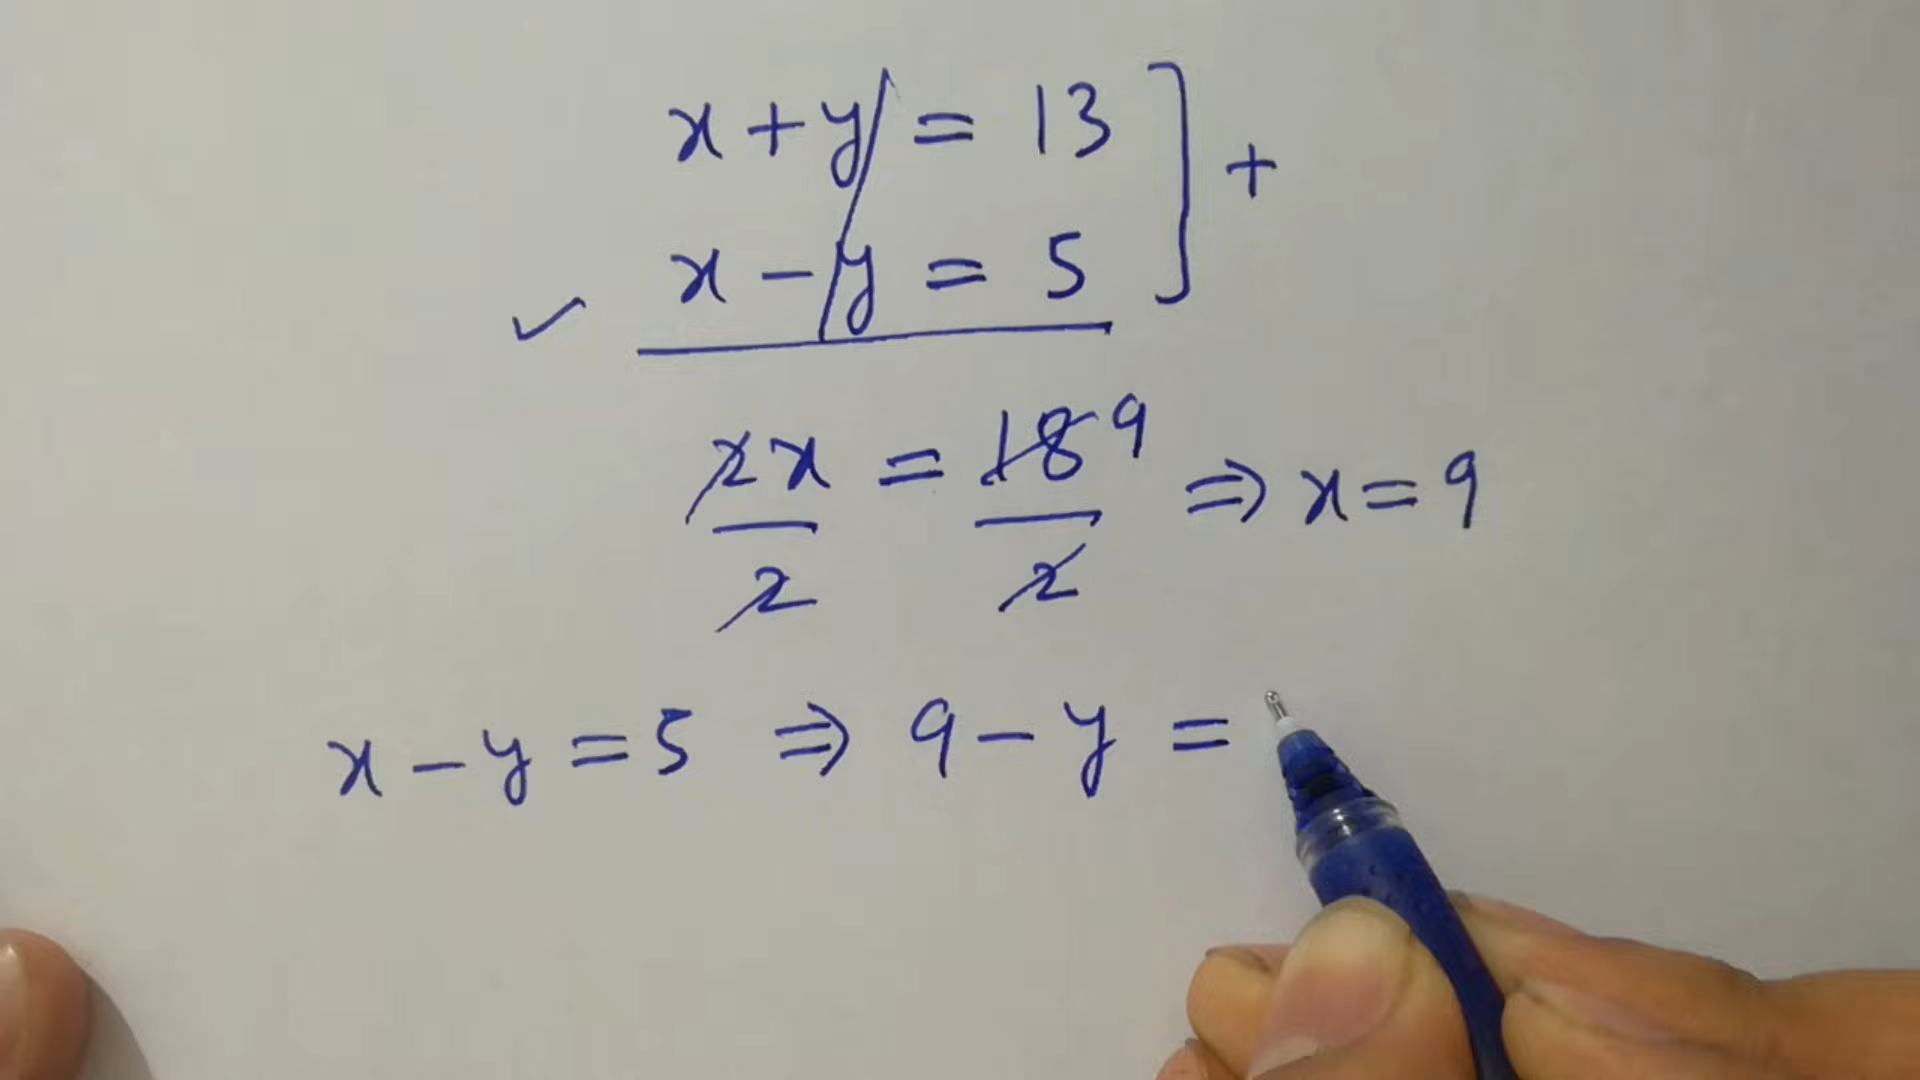 x + y = 13 ] +
✓ x - y = 5
2x/2 = 18/2 9 ⇒ x = 9
x - y = 5 ⇒ 9 - y =